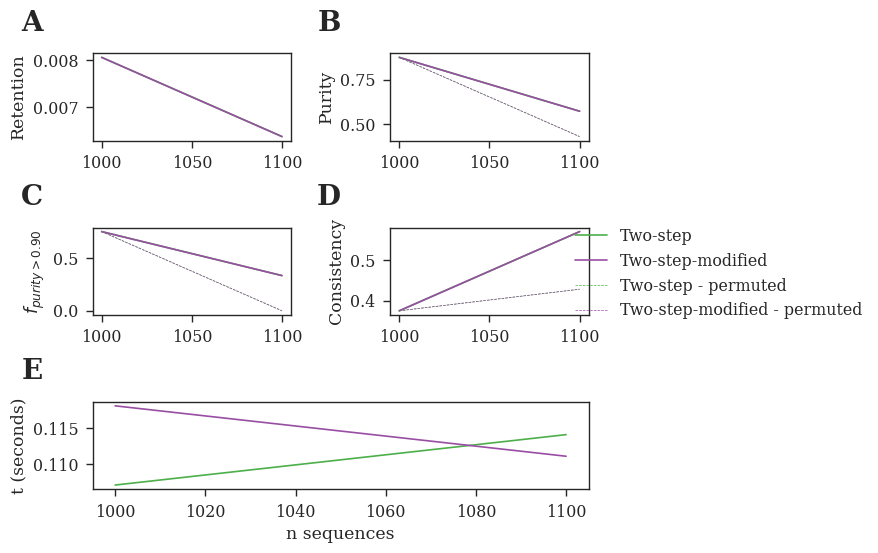 A
B
Retention
0.008
0.007
1000
1050
1100
Purity
0.75
0.50
1000
1050
1100
C
D
f_{purity>0.90}
0.5
0.0
1000
1050
1100
Consistency
0.5
0.4
1000
1050
1100
Two-step
Two-step-modified
Two-step - permuted
Two-step-modified - permuted
E
t (seconds)
0.115
0.110
1000
1020
1040
1060
1080
1100
n sequences